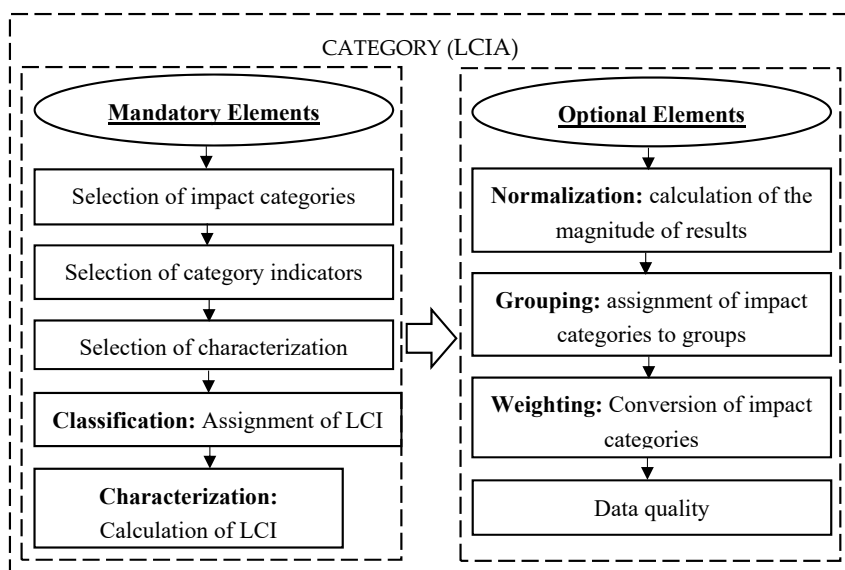 CATEGORY (LCIA)
Mandatory Elements
Selection of impact categories
Selection of category indicators
Selection of characterization
Classification: Assignment of LCI
Characterization:
Calculation of LCI
Optional Elements
Normalization: calculation of the
magnitude of results
Grouping: assignment of impact
categories to groups
Weighting: Conversion of impact
categories
Data quality